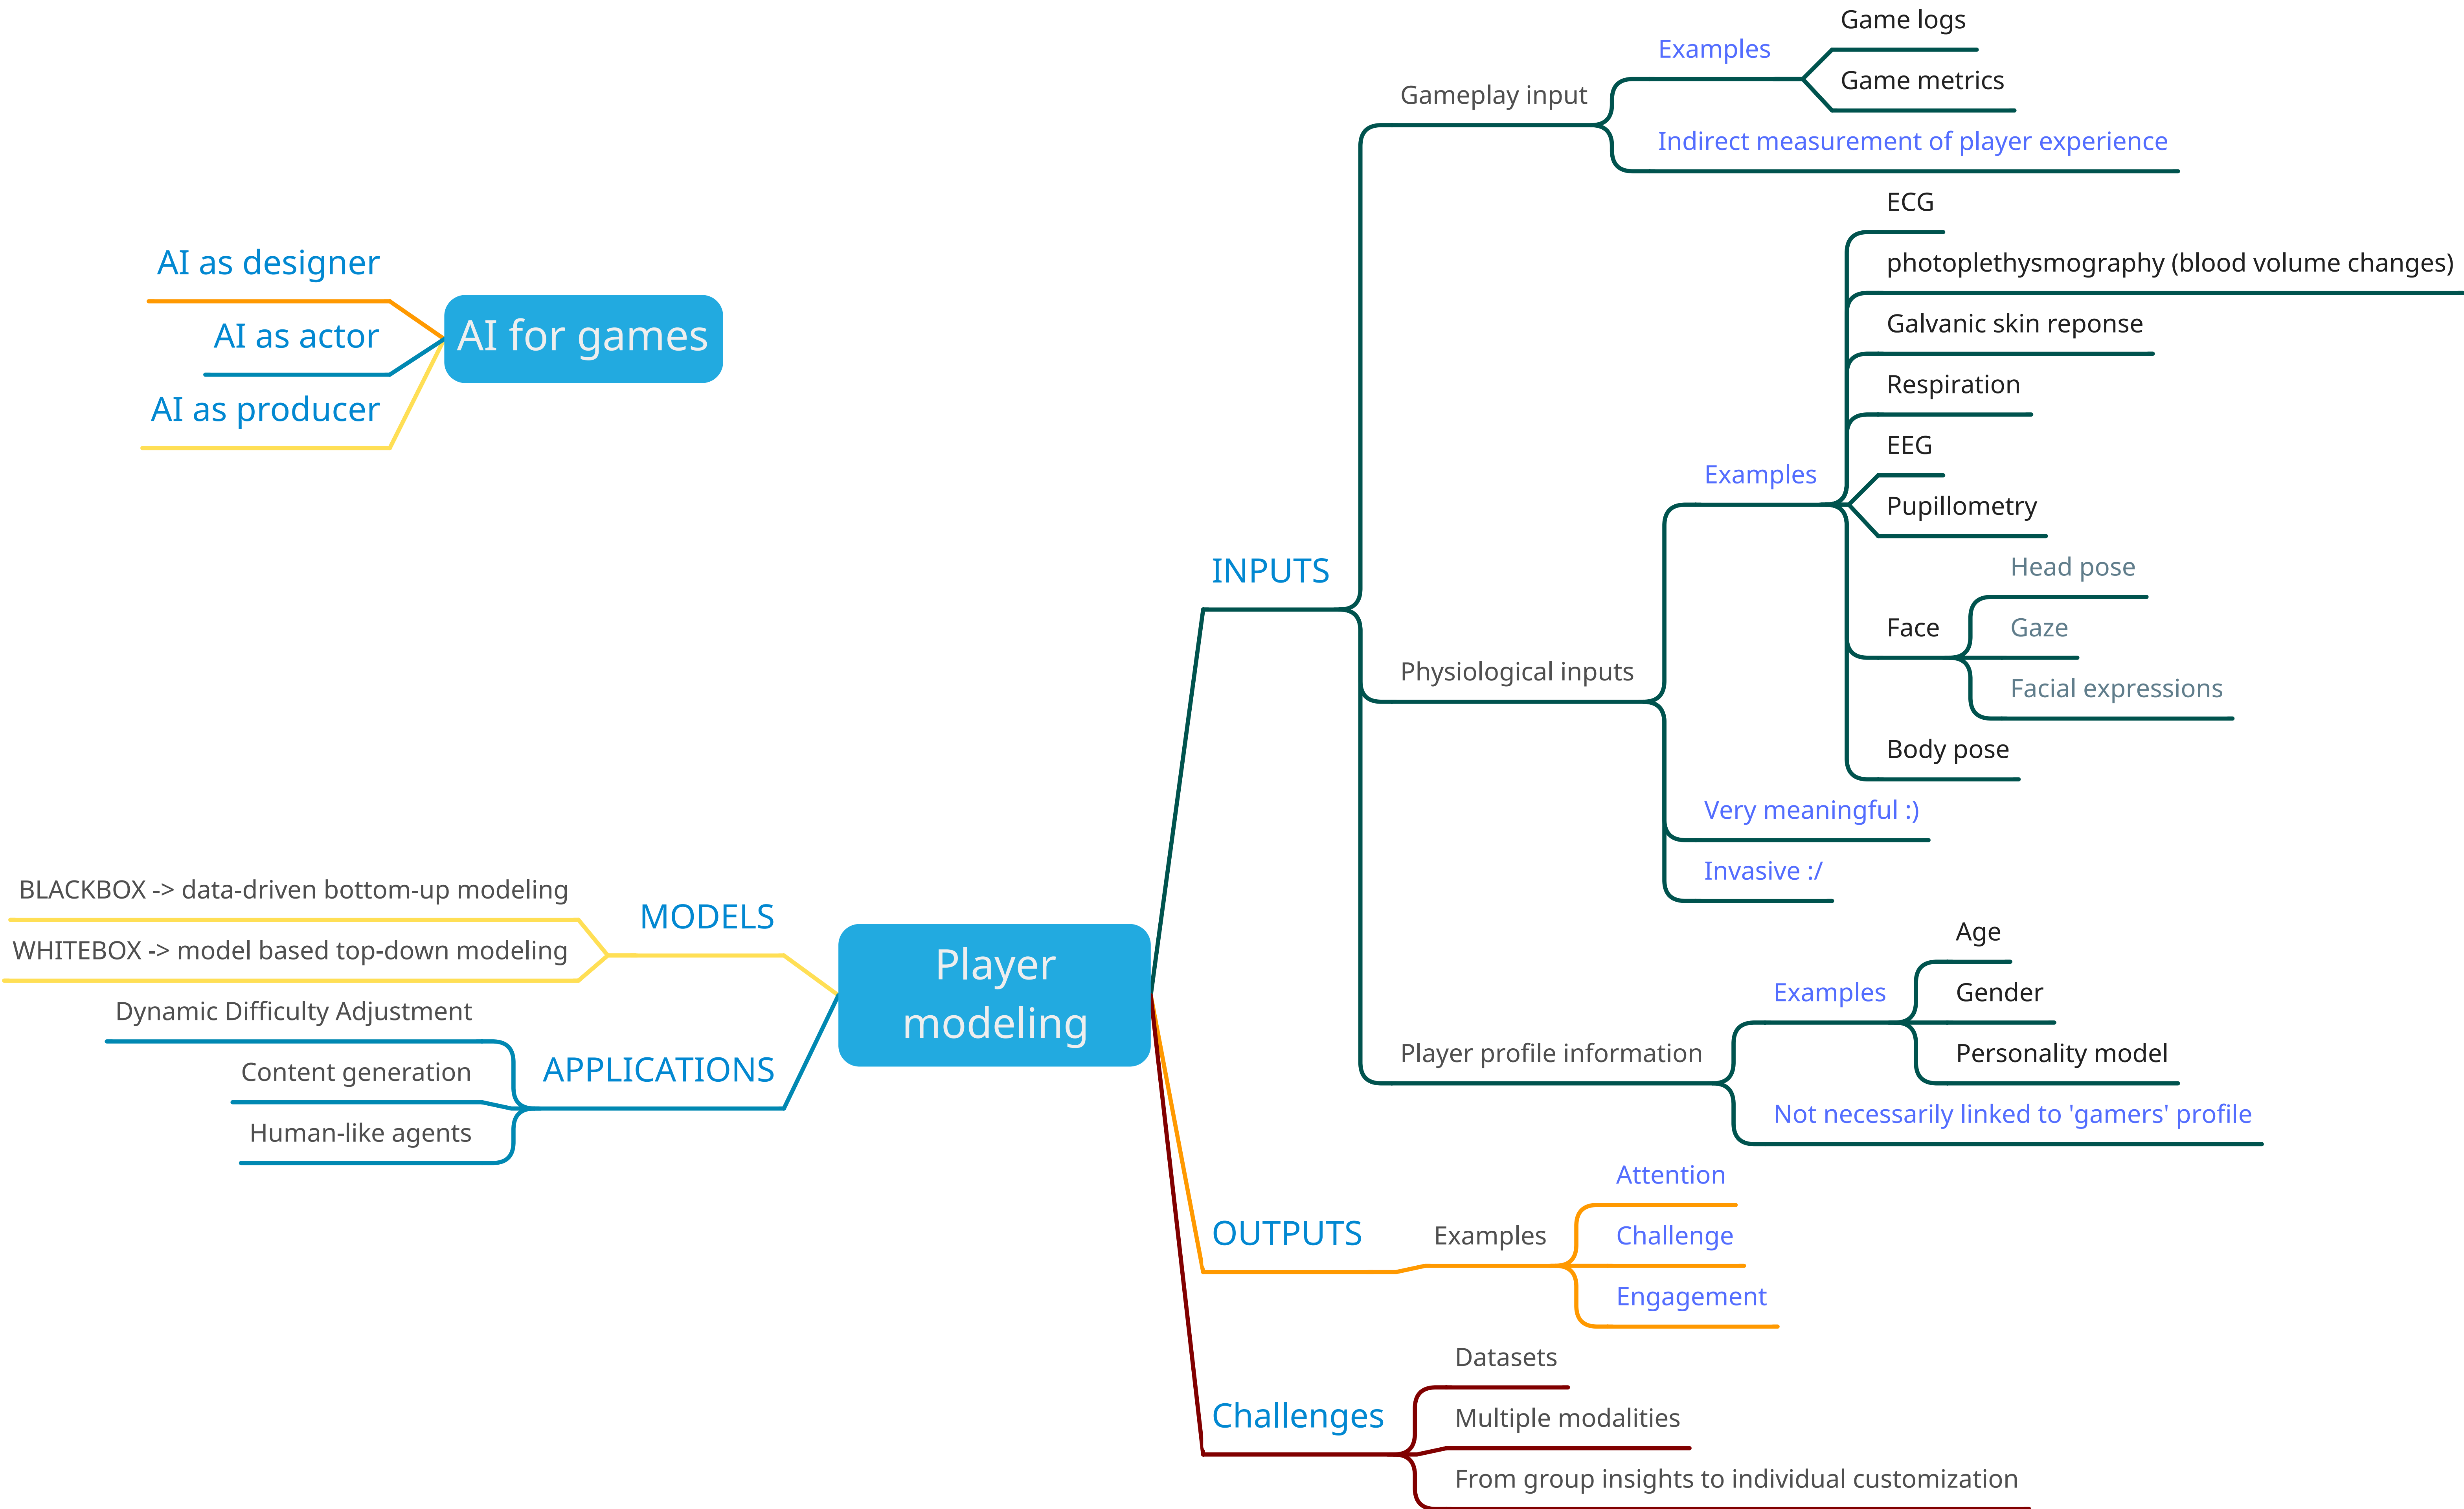 AI for games
AI as designer
AI as actor
AI as producer
Player
modeling
INPUTS
Gameplay input
Examples
Game logs
Game metrics
Indirect measurement of player experience
Physiological inputs
Examples
ECG
photoplethysmography (blood volume changes)
Galvanic skin reponse
Respiration
EEG
Pupillometry
Face
Head pose
Gaze
Facial expressions
Body pose
Very meaningful :)
Invasive :/
Player profile information
Examples
Age
Gender
Personality model
Not necessarily linked to 'gamers' profile
OUTPUTS
Examples
Attention
Challenge
Engagement
Challenges
Datasets
Multiple modalities
From group insights to individual customization
MODELS
BLACKBOX -> data-driven bottom-up modeling
WHITEBOX -> model based top-down modeling
APPLICATIONS
Dynamic Difficulty Adjustment
Content generation
Human-like agents